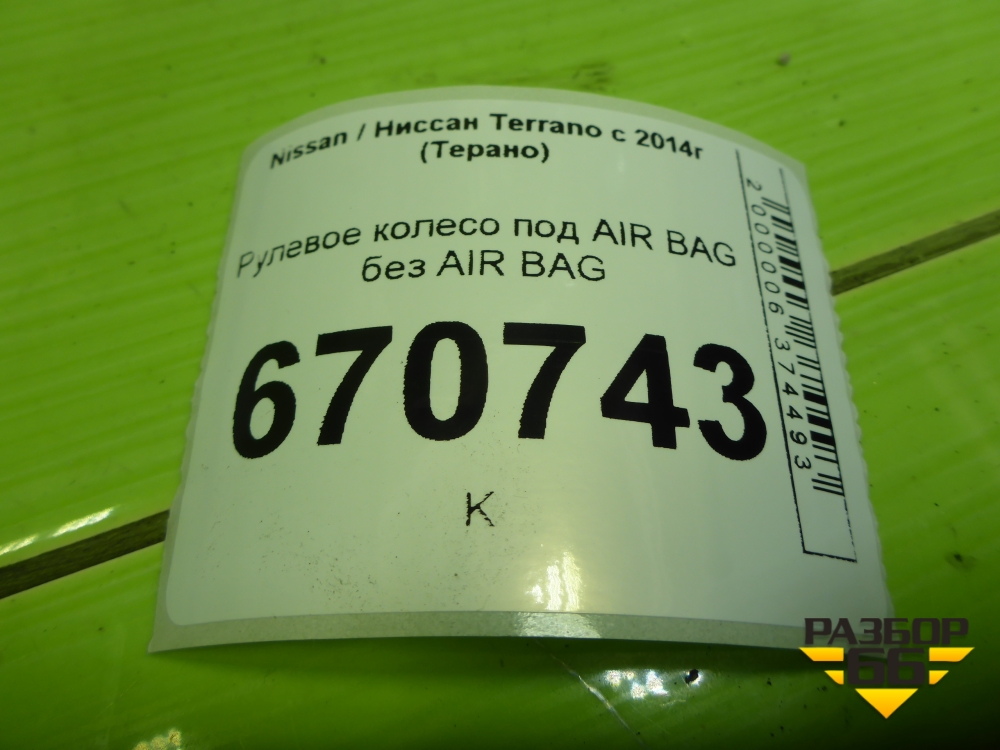 Nissan / Ниссан Terrano с 2014г
(Терано)
Рулевое колесо под AIR BAG
без AIR BAG
670743
К
2000006374493
РАЗБОР
66